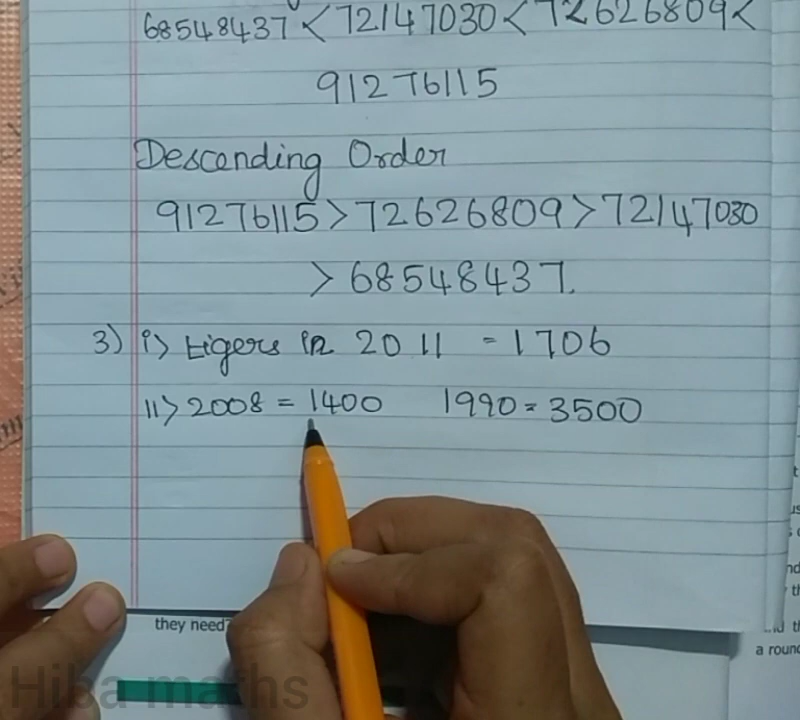 68548437 < 72147030 < 72626809 <
91276115
Descending Order
91276115 > 72626809 > 72147030
> 68548437.
3) i) tigers in 2011 = 1706
ii) 2008 = 1400 1990 = 3500
they need?
a roun
Hiba maths